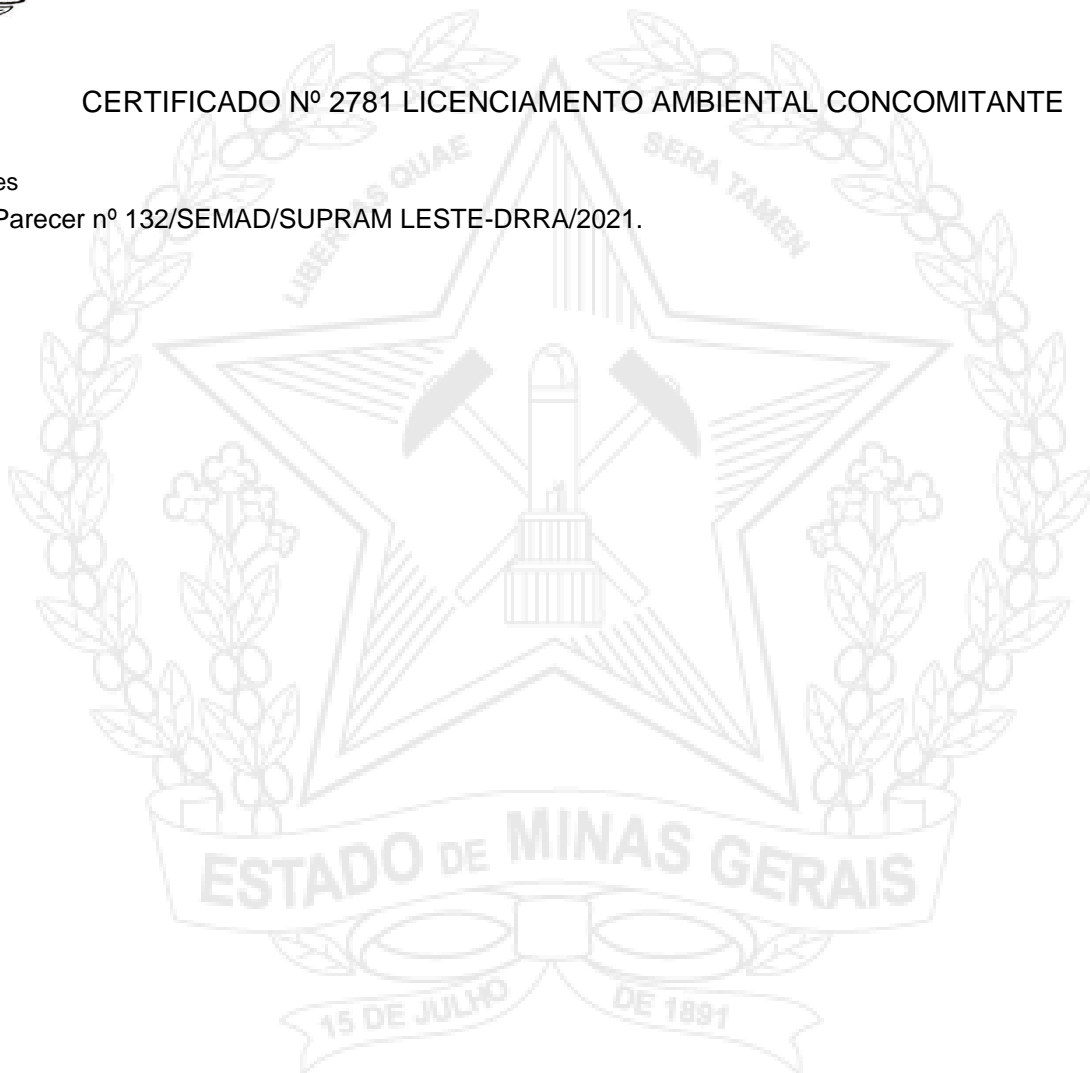 CERTIFICADO Nº 2781 LICENCIAMENTO AMBIENTAL CONCOMITANTE
es
Parecer nº 132/SEMAD/SUPRAM LESTE-DRRA/2021.
LIBERTAS QUAE SERA TAMEN
ESTADO DE MINAS GERAIS
15 DE JULHO DE 1891